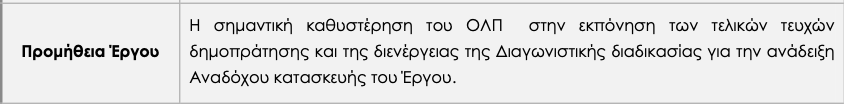 Προμήθεια Έργου
Η σημαντική καθυστέρηση του ΟΛΠ στην εκπόνηση των τελικών τευχών
δημοπράτησης και της διενέργειας της Διαγωνιστικής διαδικασίας για την ανάδειξη
Αναδόχου κατασκευής του Έργου.